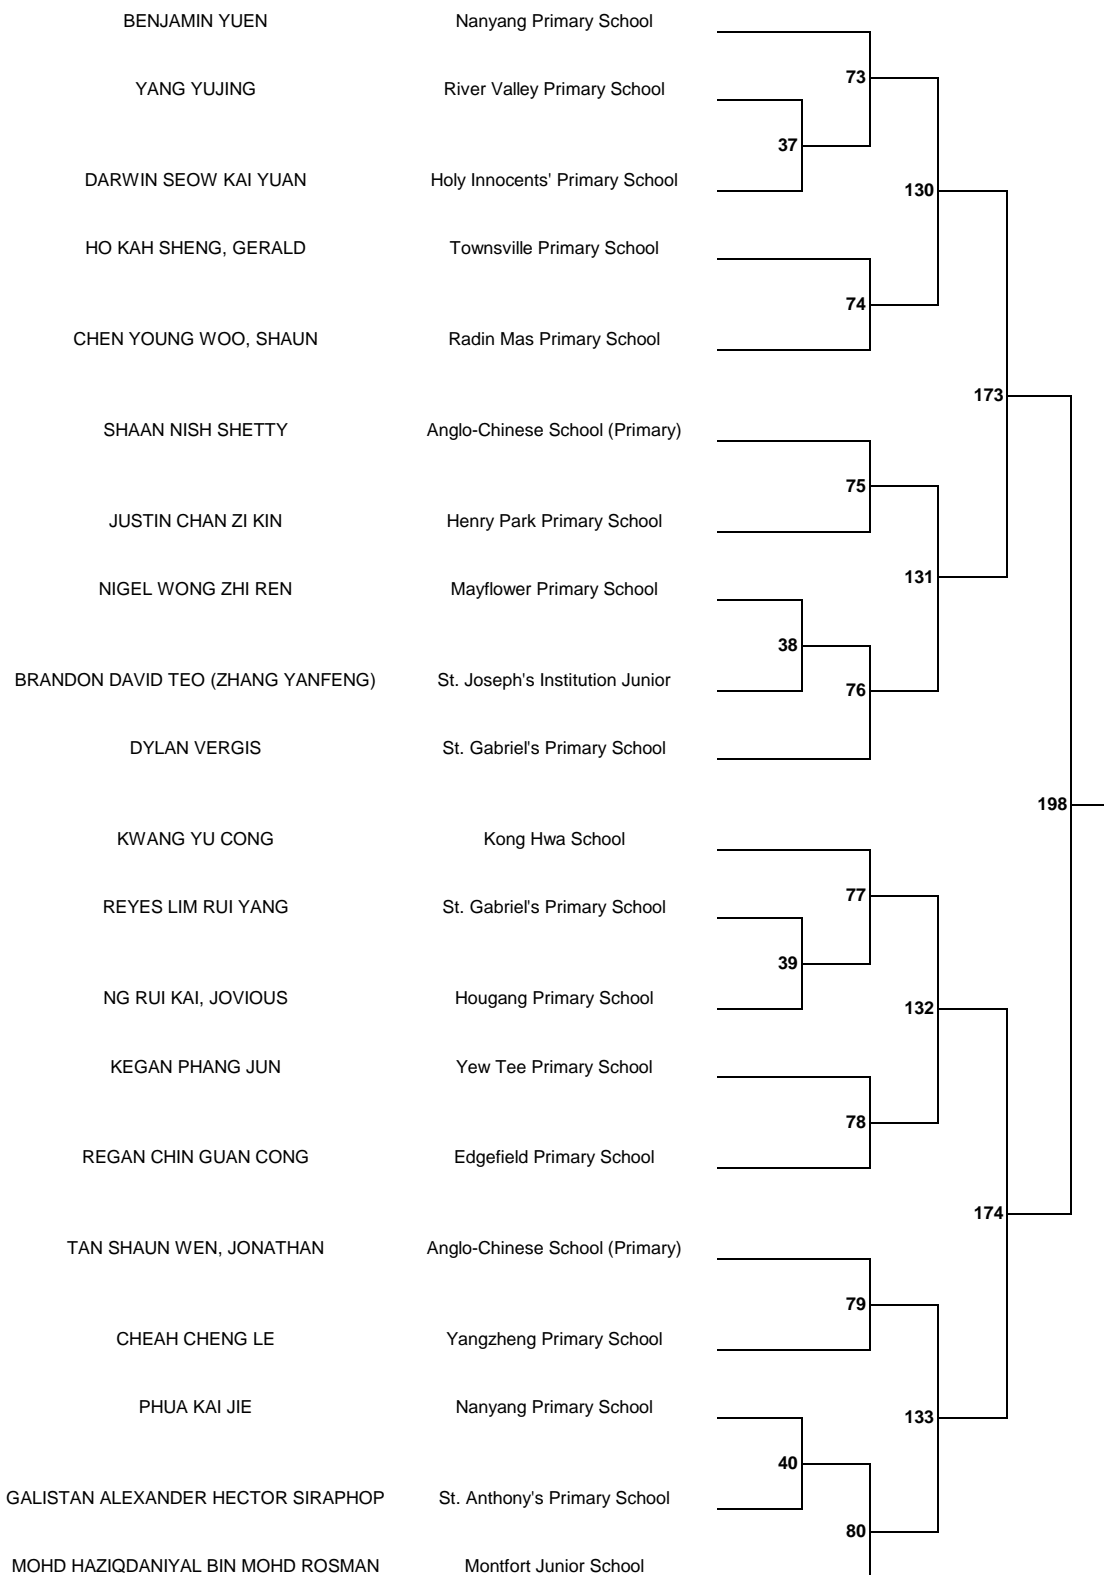 BENJAMIN YUEN Nanyang Primary School
73
YANG YUJING River Valley Primary School
37
DARWIN SEOW KAI YUAN Holy Innocents' Primary School
130
HO KAH SHENG, GERALD Townsville Primary School
74
CHEN YOUNG WOO, SHAUN Radin Mas Primary School
173
SHAAN NISH SHETTY Anglo-Chinese School (Primary)
75
JUSTIN CHAN ZI KIN Henry Park Primary School
131
NIGEL WONG ZHI REN Mayflower Primary School
38
BRANDON DAVID TEO (ZHANG YANFENG) St. Joseph's Institution Junior
76
DYLAN VERGIS St. Gabriel's Primary School
198
KWANG YU CONG Kong Hwa School
77
REYES LIM RUI YANG St. Gabriel's Primary School
39
NG RUI KAI, JOVIOUS Hougang Primary School
132
KEGAN PHANG JUN Yew Tee Primary School
78
REGAN CHIN GUAN CONG Edgefield Primary School
174
TAN SHAUN WEN, JONATHAN Anglo-Chinese School (Primary)
79
CHEAH CHENG LE Yangzheng Primary School
PHUA KAI JIE Nanyang Primary School
133
40
GALISTAN ALEXANDER HECTOR SIRAPHOP St. Anthony's Primary School
80
MOHD HAZIQDANIYAL BIN MOHD ROSMAN Montfort Junior School